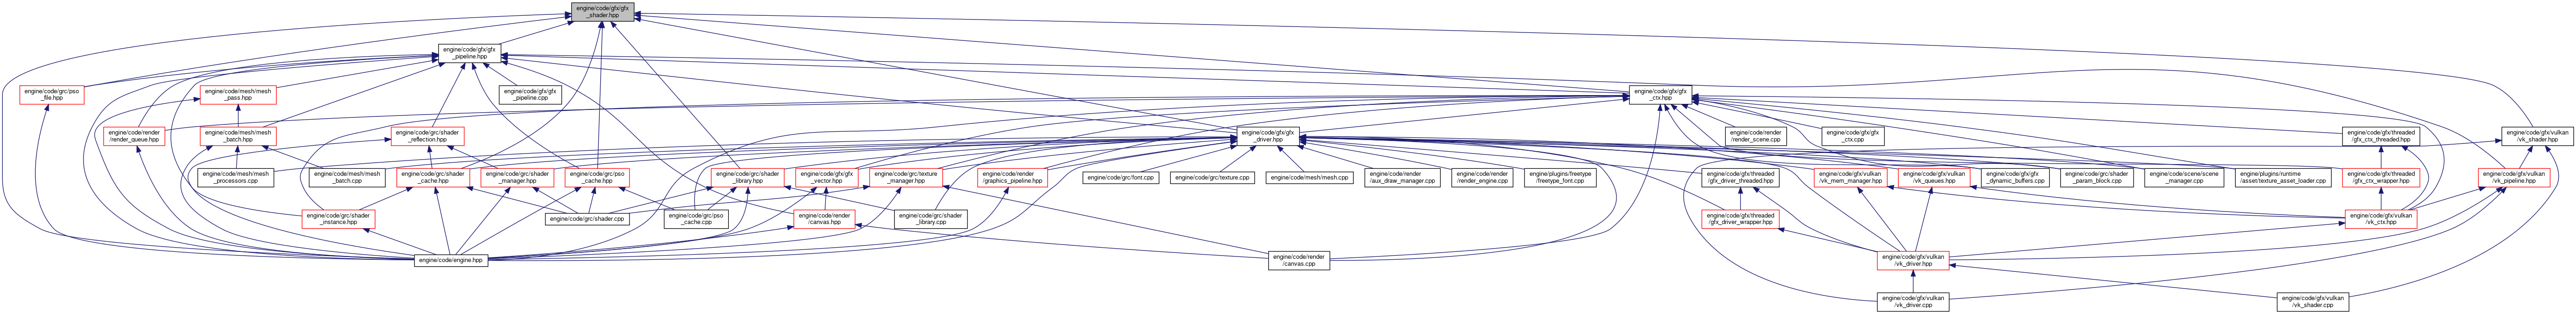 engine/code/gfx/gfx
_shader.hpp
engine/code/gfx/gfx
_pipeline.hpp
engine/code/grc/pso
_file.hpp
engine/code/mesh/mesh
_pass.hpp
engine/code/gfx/gfx
_pipeline.cpp
engine/code/gfx/gfx
_ctx.hpp
engine/code/render
/render_queue.hpp
engine/code/mesh/mesh
_batch.hpp
engine/code/grc/shader
_reflection.hpp
engine/code/gfx/gfx
_driver.hpp
engine/code/render
/render_scene.cpp
engine/code/gfx/gfx
_ctx.cpp
engine/code/gfx/threaded
/gfx_ctx_threaded.hpp
engine/code/gfx/vulkan
/vk_shader.hpp
engine/code/mesh/mesh
_processors.cpp
engine/code/mesh/mesh
_batch.cpp
engine/code/grc/shader
_cache.hpp
engine/code/grc/shader
_manager.hpp
engine/code/grc/pso
_cache.hpp
engine/code/grc/shader
_library.hpp
engine/code/gfx/gfx
_vector.hpp
engine/code/grc/texture
_manager.hpp
engine/code/render
/graphics_pipeline.hpp
engine/code/grc/font.cpp
engine/code/grc/texture.cpp
engine/code/mesh/mesh.cpp
engine/code/render
/aux_draw_manager.cpp
engine/code/render
/render_engine.cpp
engine/plugins/freetype
/freetype_font.cpp
engine/code/gfx/threaded
/gfx_driver_threaded.hpp
engine/code/gfx/vulkan
/vk_mem_manager.hpp
engine/code/gfx/vulkan
/vk_queues.hpp
engine/code/gfx/gfx
_dynamic_buffers.cpp
engine/code/grc/shader
_param_block.cpp
engine/code/scene/scene
_manager.cpp
engine/plugins/runtime
/asset/texture_asset_loader.cpp
engine/code/gfx/threaded
/gfx_ctx_wrapper.hpp
engine/code/gfx/vulkan
/vk_pipeline.hpp
engine/code/grc/shader
_instance.hpp
engine/code/grc/shader.cpp
engine/code/grc/pso
_cache.cpp
engine/code/render
/canvas.hpp
engine/code/grc/shader
_library.cpp
engine/code/gfx/threaded
/gfx_driver_wrapper.hpp
engine/code/gfx/vulkan
/vk_ctx.hpp
engine/code/engine.hpp
engine/code/render
/canvas.cpp
engine/code/gfx/vulkan
/vk_driver.hpp
engine/code/gfx/vulkan
/vk_driver.cpp
engine/code/gfx/vulkan
/vk_shader.cpp